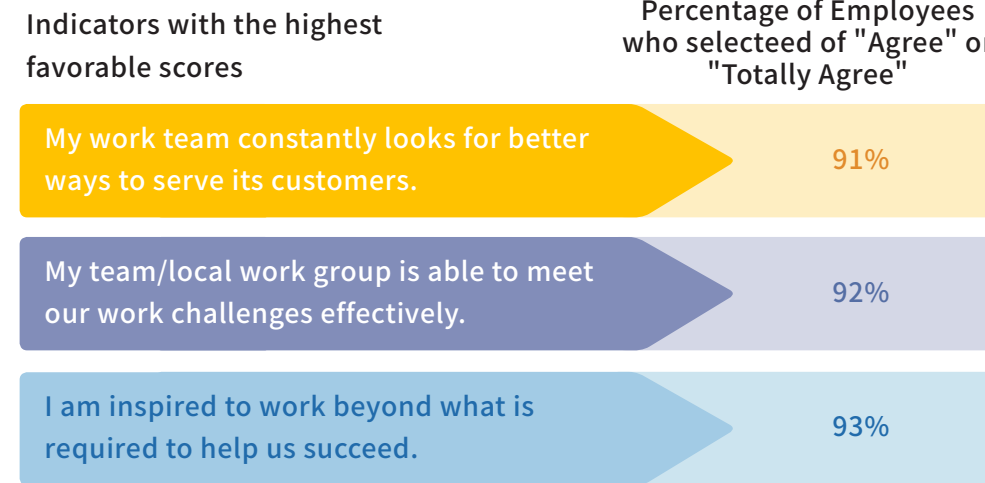 Indicators with the highest
favorable scores
Percentage of Employees
who selecteed of "Agree" or
"Totally Agree"
My work team constantly looks for better
ways to serve its customers.
91%
My team/local work group is able to meet
our work challenges effectively.
92%
I am inspired to work beyond what is
required to help us succeed.
93%